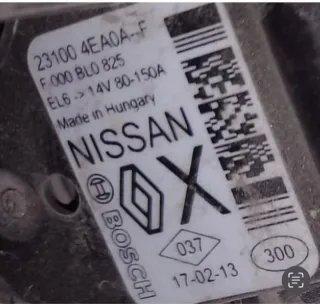 23100 4EA0A--F
F 000 BL0 825
EL6 -> 14V 80-150A
Made in Hungary
NISSAN
X
BOSCH
037
300
17-02-13